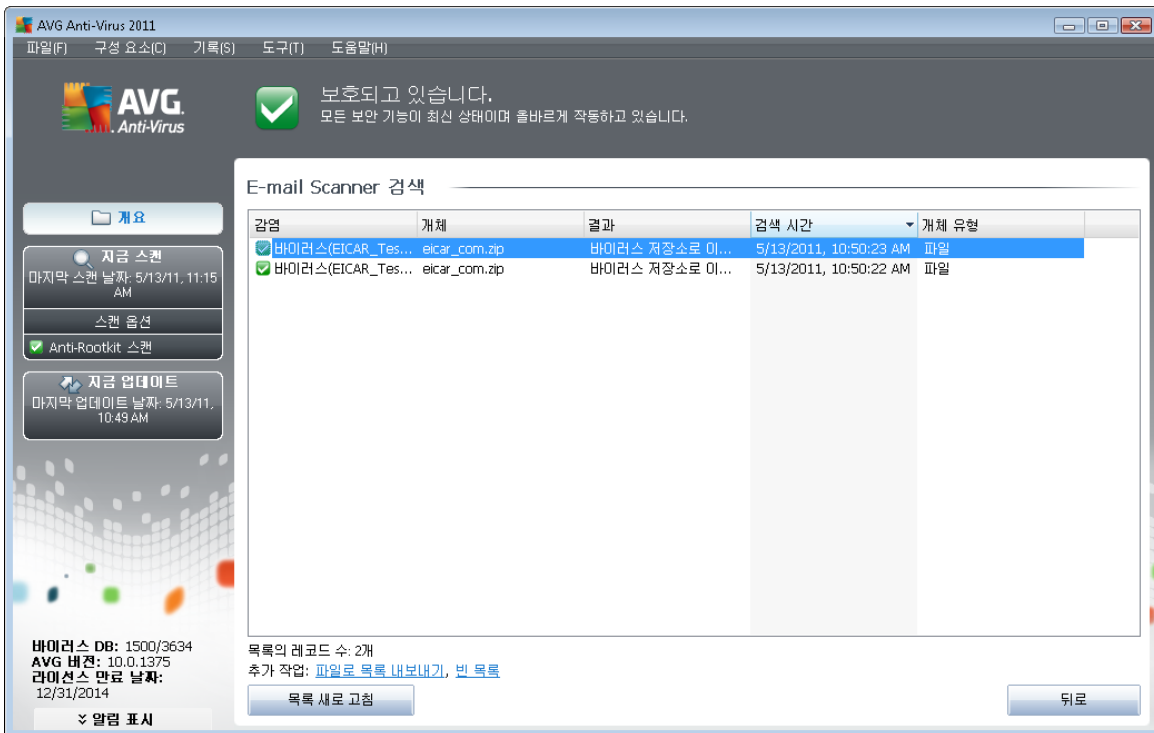 AVG Anti-Virus 2011
파일(F) 구성 요소(C) 기록(S) 도구(T) 도움말(H)
AVG.
Anti-Virus
보호되고 있습니다.
모든 보안 기능이 최신 상태이며 올바르게 작동하고 있습니다.
개요
지금 스캔
마지막 스캔 날짜: 5/13/11, 11:15
AM
스캔 옵션
Anti-Rootkit 스캔
지금 업데이트
마지막 업데이트 날짜: 5/13/11,
10:49 AM
바이러스 DB: 1500/3634
AVG 버전: 10.0.1375
라이선스 만료 날짜:
12/31/2014
알림 표시
E-mail Scanner 검색
감염 개체 결과 검색 시간 개체 유형
바이러스(EICAR_Tes... eicar_com.zip 바이러스 저장소로 이... 5/13/2011, 10:50:23 AM 파일
바이러스(EICAR_Tes... eicar_com.zip 바이러스 저장소로 이... 5/13/2011, 10:50:22 AM 파일
목록의 레코드 수: 2개
추가 작업: 파일로 목록 내보내기, 빈 목록
목록 새로 고침 뒤로